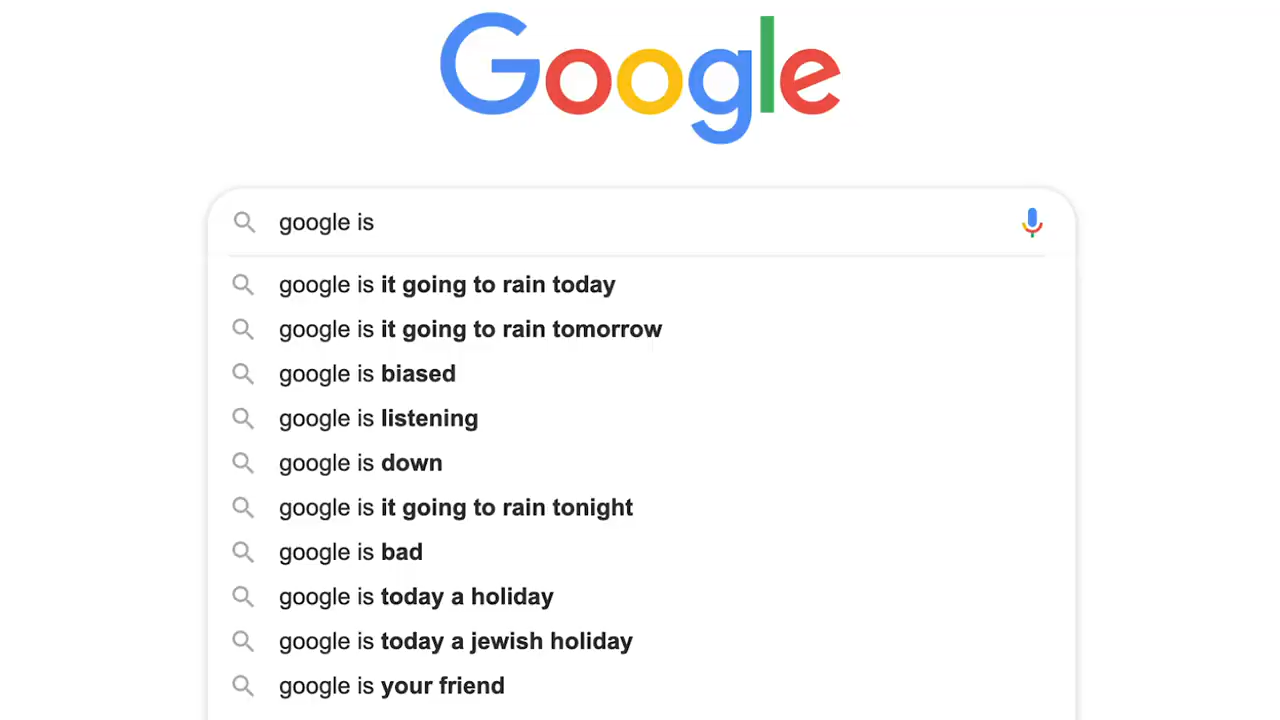 Google
google is
google is it going to rain today
google is it going to rain tomorrow
google is biased
google is listening
google is down
google is it going to rain tonight
google is bad
google is today a holiday
google is today a jewish holiday
google is your friend